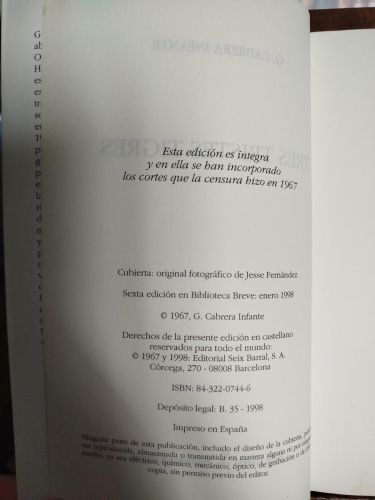 Esta edición es íntegra
y en ella se han incorporado
los cortes que la censura hizo en 1967
Cubierta: original fotográfico de Jesse Fernández
Sexta edición en Biblioteca Breve: enero 1998
© 1967, G. Cabrera Infante
Derechos de la presente edición en castellano
reservados para todo el mundo:
© 1967 y 1998: Editorial Seix Barral, S. A.
Còrcega, 270 - 08008 Barcelona
ISBN: 84-322-0744-6
Depósito legal: B. 35 - 1998
Impreso en España
Ninguna parte de esta publicación, incluido el diseño de la cubierta, puede
ser reproducida, almacenada o transmitida en manera alguna ni por
medio, ya sea eléctrico, químico, mecánico, óptico, de grabación o de
copia, sin permiso previo del editor.